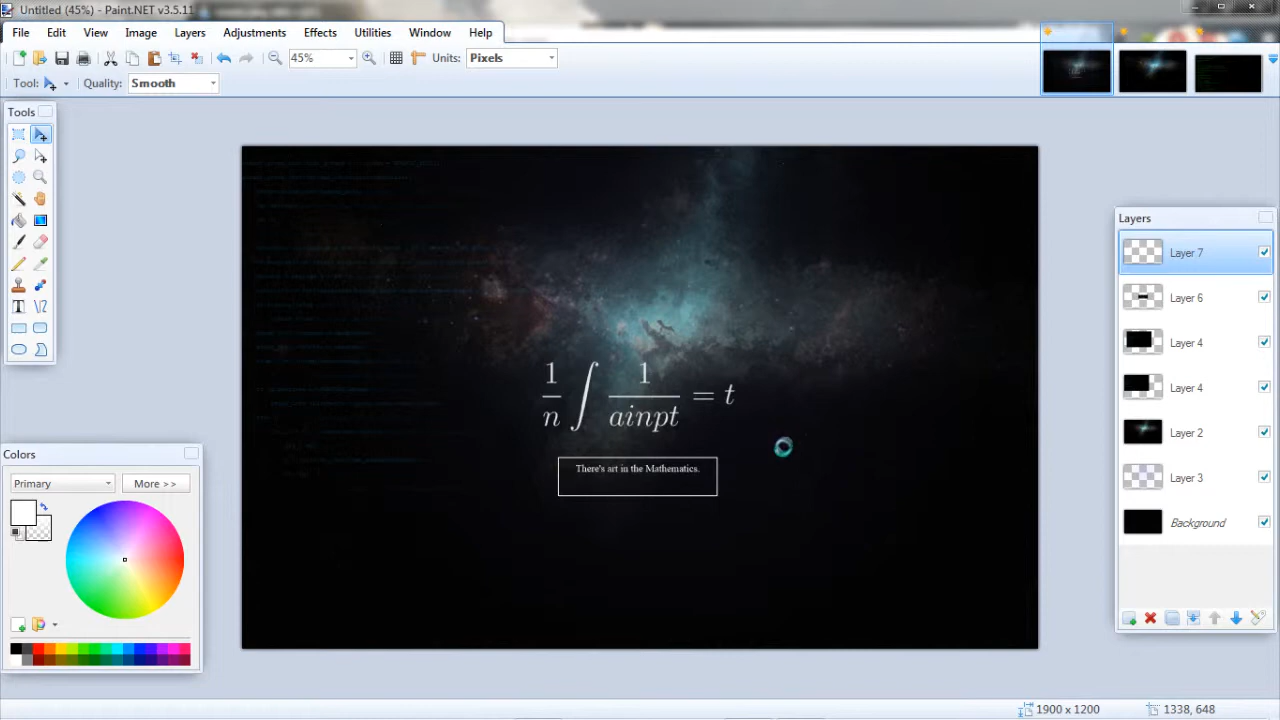 Untitled (45%) - Paint.NET v3.5.11
File Edit View Image Layers Adjustments Effects Utilities Window Help
45% Units: Pixels
Tool: Quality: Smooth
Tools
Layers
Layer 7
Layer 6
Layer 4
Layer 4
Layer 2
Layer 3
Background
1/n ∫ 1/ainpt = t
There's art in the Mathematics.
Colors
Primary More >>
1900 x 1200 1338, 648